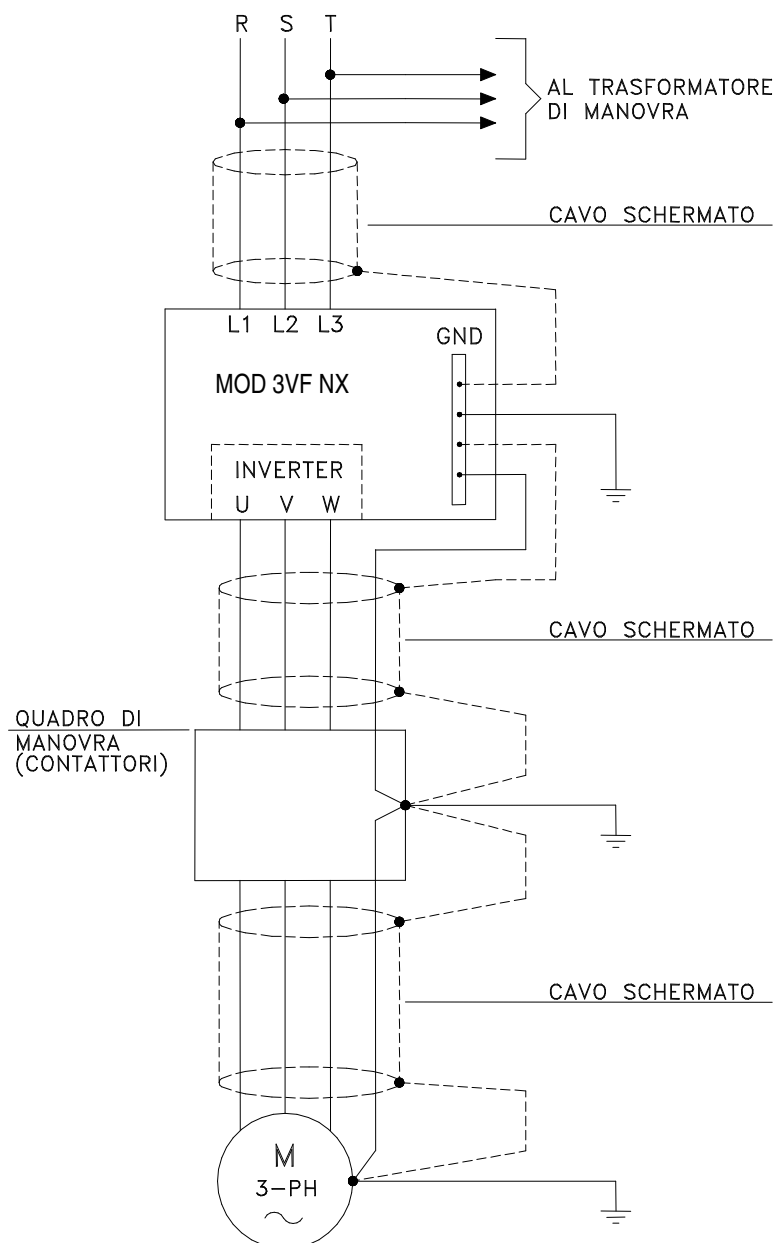 R S T
AL TRASFORMATORE
DI MANOVRA
CAVO SCHERMATO
L1 L2 L3
GND
MOD 3VF NX
INVERTER
U V W
CAVO SCHERMATO
QUADRO DI
MANOVRA
(CONTATTORI)
CAVO SCHERMATO
M
3-PH